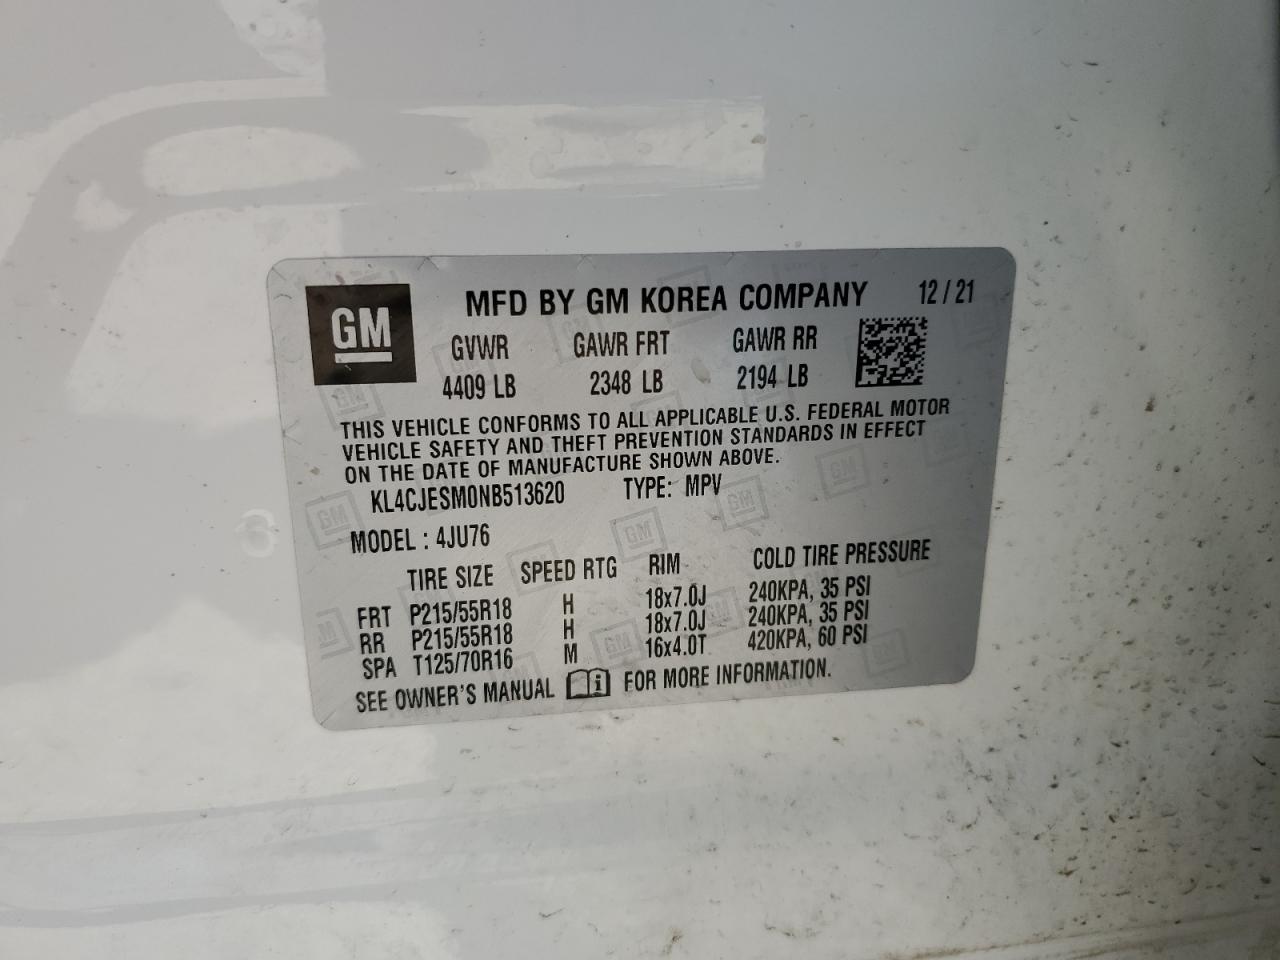 GM
MFD BY GM KOREA COMPANY 12/21
GVWR GAWR FRT GAWR RR
4409 LB 2348 LB 2194 LB
THIS VEHICLE CONFORMS TO ALL APPLICABLE U.S. FEDERAL MOTOR
VEHICLE SAFETY AND THEFT PREVENTION STANDARDS IN EFFECT
ON THE DATE OF MANUFACTURE SHOWN ABOVE.
KL4CJESM0NB513620 TYPE: MPV
MODEL : 4JU76
TIRE SIZE SPEED RTG RIM COLD TIRE PRESSURE
FRT P215/55R18 H 18x7.0J 240KPA, 35 PSI
RR P215/55R18 H 18x7.0J 240KPA, 35 PSI
SPA T125/70R16 M 16x4.0T 420KPA, 60 PSI
SEE OWNER'S MANUAL FOR MORE INFORMATION.